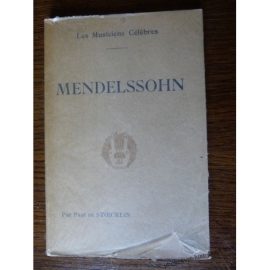 Les Musiciens Célèbres
MENDELSSOHN
Par Paul de STOECKLIN